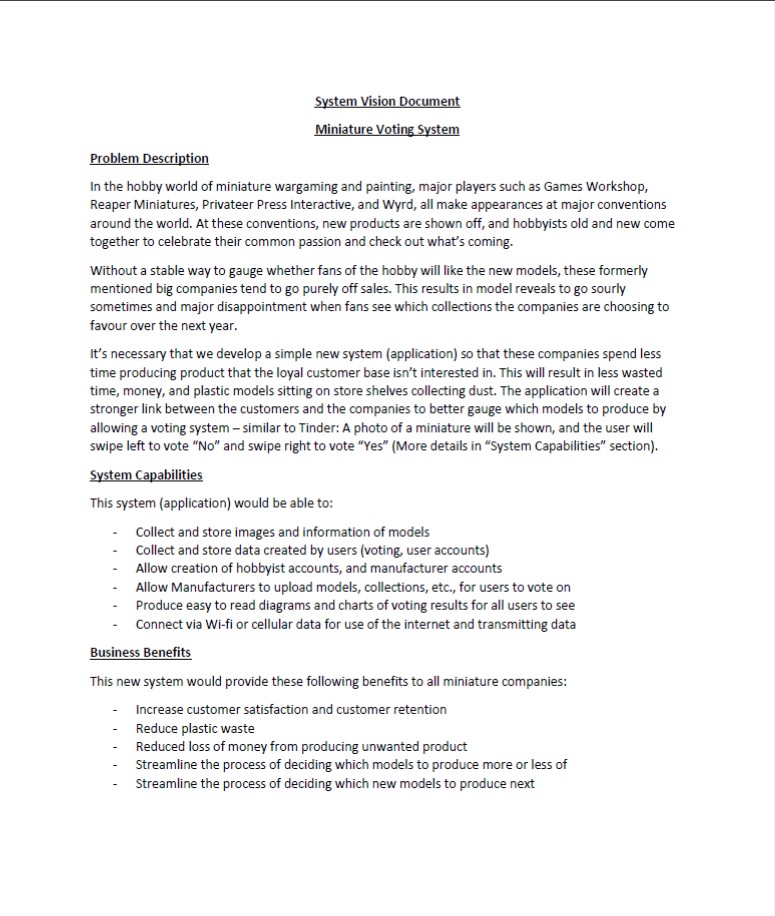 System Vision Document
Miniature Voting System
Problem Description
In the hobby world of miniature wargaming and painting, major players such as Games Workshop,
Reaper Miniatures, Privateer Press Interactive, and Wyrd, all make appearances at major conventions
around the world. At these conventions, new products are shown off, and hobbyists old and new come
together to celebrate their common passion and check out what's coming.
Without a stable way to gauge whether fans of the hobby will like the new models, these formerly
mentioned big companies tend to go purely off sales. This results in model reveals to go sourly
sometimes and major disappointment when fans see which collections the companies are choosing to
favour over the next year.
It's necessary that we develop a simple new system (application) so that these companies spend less
time producing product that the loyal customer base isn't interested in. This will result in less wasted
time, money, and plastic models sitting on store shelves collecting dust. The application will create a
stronger link between the customers and the companies to better gauge which models to produce by
allowing a voting system – similar to Tinder: A photo of a miniature will be shown, and the user will
swipe left to vote “No” and swipe right to vote “Yes” (More details in “System Capabilities” section).
System Capabilities
This system (application) would be able to:
- Collect and store images and information of models
- Collect and store data created by users (voting, user accounts)
- Allow creation of hobbyist accounts, and manufacturer accounts
- Allow Manufacturers to upload models, collections, etc., for users to vote on
- Produce easy to read diagrams and charts of voting results for all users to see
- Connect via Wi-fi or cellular data for use of the internet and transmitting data
Business Benefits
This new system would provide these following benefits to all miniature companies:
- Increase customer satisfaction and customer retention
- Reduce plastic waste
- Reduced loss of money from producing unwanted product
- Streamline the process of deciding which models to produce more or less of
- Streamline the process of deciding which new models to produce next